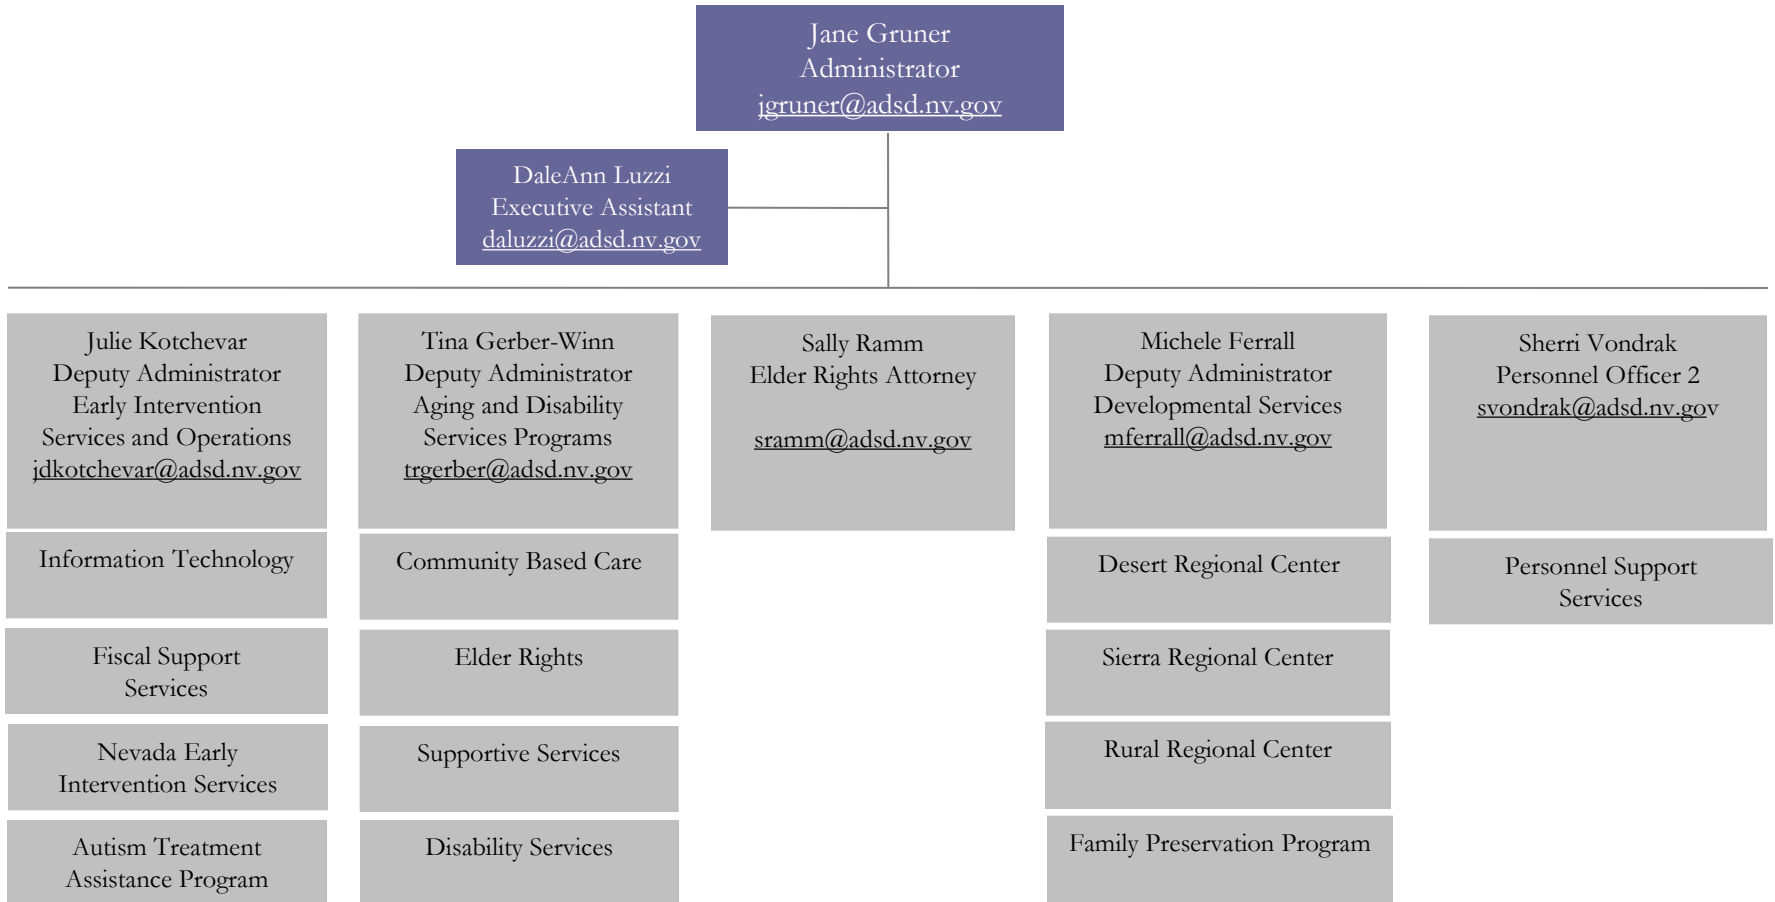 Jane Gruner
Administrator
jgruner@adsd.nv.gov
DaleAnn Luzzi
Executive Assistant
daluzzi@adsd.nv.gov
Julie Kotchevar
Deputy Administrator
Early Intervention
Services and Operations
jdkotchevar@adsd.nv.gov
Information Technology
Fiscal Support
Services
Nevada Early
Intervention Services
Autism Treatment
Assistance Program
Tina Gerber-Winn
Deputy Administrator
Aging and Disability
Services Programs
trgerber@adsd.nv.gov
Community Based Care
Elder Rights
Supportive Services
Disability Services
Sally Ramm
Elder Rights Attorney
sramm@adsd.nv.gov
Michele Ferrall
Deputy Administrator
Developmental Services
mferrall@adsd.nv.gov
Desert Regional Center
Sierra Regional Center
Rural Regional Center
Family Preservation Program
Sherri Vondrak
Personnel Officer 2
svondrak@adsd.nv.gov
Personnel Support
Services